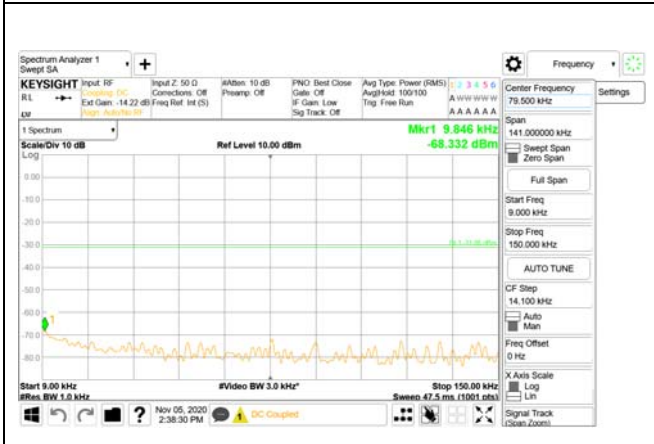 Spectrum Analyzer 1
Swept SA
Frequency
KEYSIGHT
RL
Input: RF
Coupling: DC
Ext Gain: -14.22 dB
Align: Auto/No RF
Input Z: 50 Ω
Corrections: Off
Freq Ref: Int (S)
#Atten: 10 dB
Preamp: Off
PNO: Best Close
Gate: Off
IF Gain: Low
Sig Track: Off
Avg Type: Power (RMS)
Avg|Hold: 100/100
Trig: Free Run
1 2 3 4 5 6
A W W W W W
A A A A A A
Center Frequency
79.500 kHz
Settings
Span
141.000000 kHz
Swept Span
Zero Span
Full Span
Start Freq
9.000 kHz
Stop Freq
150.000 kHz
AUTO TUNE
CF Step
14.100 kHz
Auto
Man
Freq Offset
0 Hz
X Axis Scale
Log
Lin
Signal Track
(Span Zoom)
1 Spectrum
Scale/Div 10 dB
Log
Ref Level 10.00 dBm
Mkr1 9.846 kHz
-68.332 dBm
0.00
-10.0
-20.0
-30.0
-40.0
-50.0
-60.0
-70.0
-80.0
1
Start 9.00 kHz
#Res BW 1.0 kHz
#Video BW 3.0 kHz*
Stop 150.00 kHz
Sweep 47.5 ms (1001 pts)
Nov 05, 2020
2:38:30 PM
DC Coupled